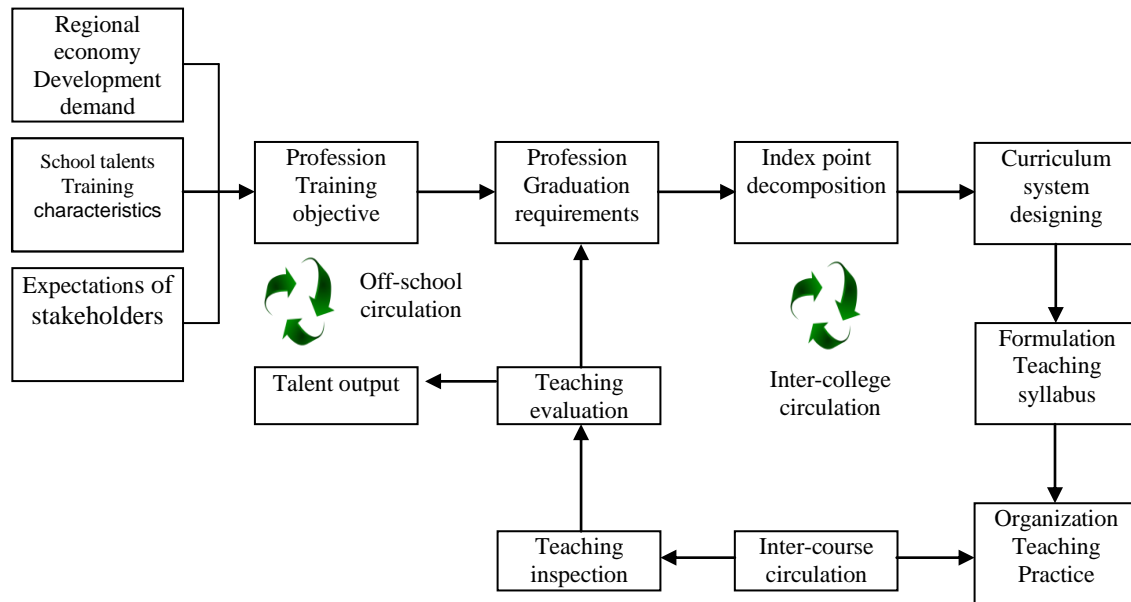 Regional
economy
Development
demand
School talents
Training
characteristics
Expectations of
stakeholders
Profession
Training
objective
Profession
Graduation
requirements
Index point
decomposition
Curriculum
system
designing
Off-school
circulation
Inter-college
circulation
Formulation
Teaching
syllabus
Talent output
Teaching
evaluation
Teaching
inspection
Inter-course
circulation
Organization
Teaching
Practice